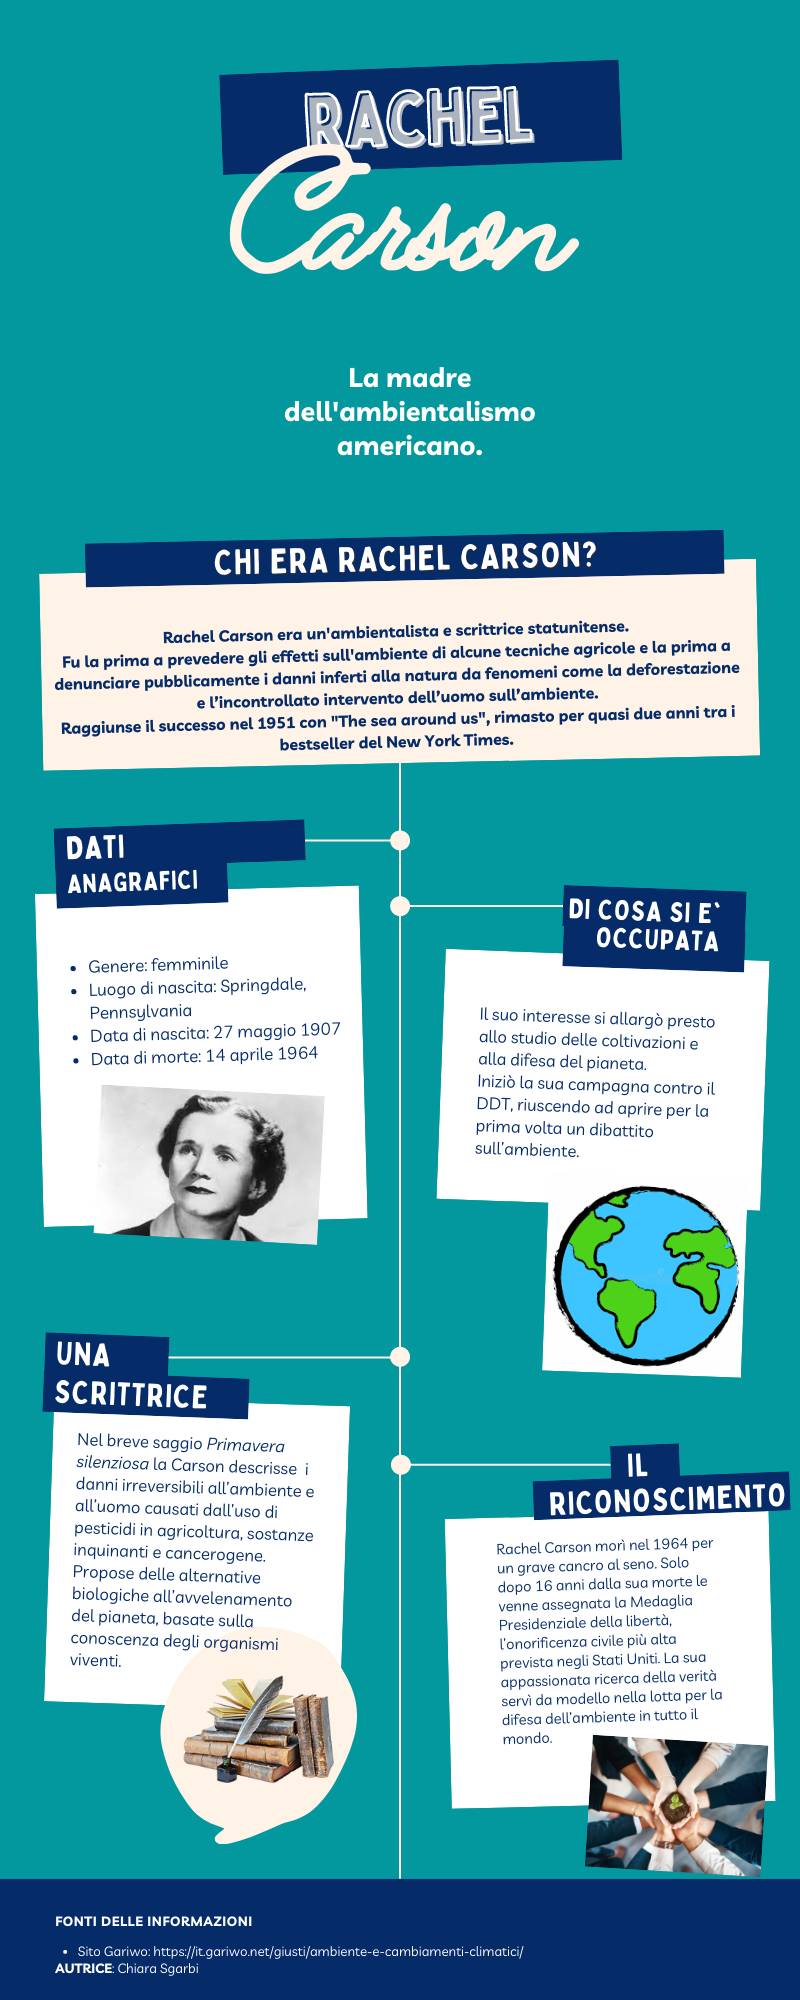 RACHEL
Carson
La madre
dell'ambientalismo
americano.
CHI ERA RACHEL CARSON?
Rachel Carson era un'ambientalista e scrittrice statunitense.
Fu la prima a prevedere gli effetti sull'ambiente di alcune tecniche agricole e la prima a
denunciare pubblicamente i danni inferti alla natura da fenomeni come la deforestazione
e l’incontrollato intervento dell’uomo sull’ambiente.
Raggiunse il successo nel 1951 con "The sea around us", rimasto per quasi due anni tra i
bestseller del New York Times.
DATI
ANAGRAFICI
• Genere: femminile
• Luogo di nascita: Springdale,
Pennsylvania
• Data di nascita: 27 maggio 1907
• Data di morte: 14 aprile 1964
DI COSA SI E`
OCCUPATA
Il suo interesse si allargò presto
allo studio delle coltivazioni e
alla difesa del pianeta.
Iniziò la sua campagna contro il
DDT, riuscendo ad aprire per la
prima volta un dibattito
sull’ambiente.
UNA
SCRITTRICE
Nel breve saggio Primavera
silenziosa la Carson descrisse i
danni irreversibili all’ambiente e
all’uomo causati dall’uso di
pesticidi in agricoltura, sostanze
inquinanti e cancerogene.
Propose delle alternative
biologiche all’avvelenamento
del pianeta, basate sulla
conoscenza degli organismi
viventi.
IL
RICONOSCIMENTO
Rachel Carson morì nel 1964 per
un grave cancro al seno. Solo
dopo 16 anni dalla sua morte le
venne assegnata la Medaglia
Presidenziale della libertà,
l’onorificenza civile più alta
prevista negli Stati Uniti. La sua
appassionata ricerca della verità
servì da modello nella lotta per la
difesa dell’ambiente in tutto il
mondo.
FONTI DELLE INFORMAZIONI
• Sito Gariwo: https://it.gariwo.net/giusti/ambiente-e-cambiamenti-climatici/
AUTRICE: Chiara Sgarbi